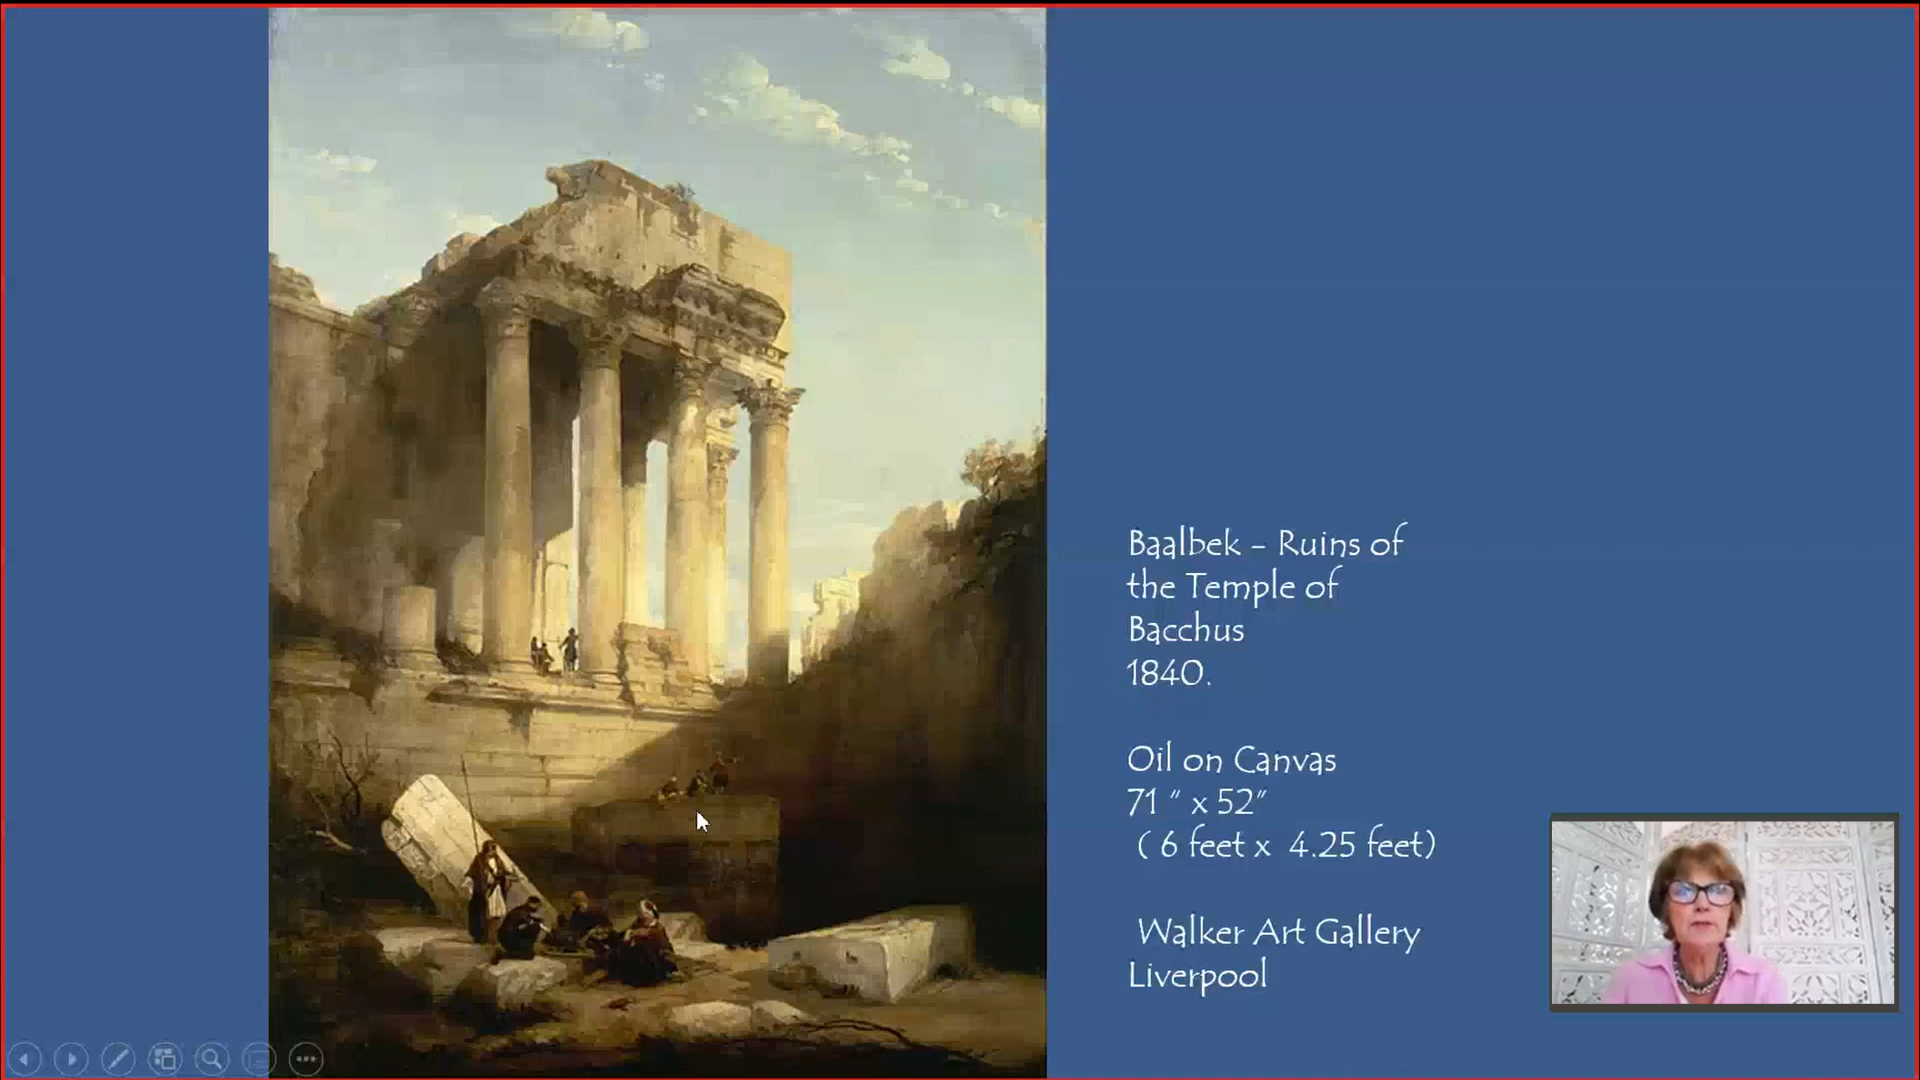 Baalbek – Ruins of
the Temple of
Bacchus
1840.
Oil on Canvas
71 " x 52"
( 6 feet x 4.25 feet)
Walker Art Gallery
Liverpool